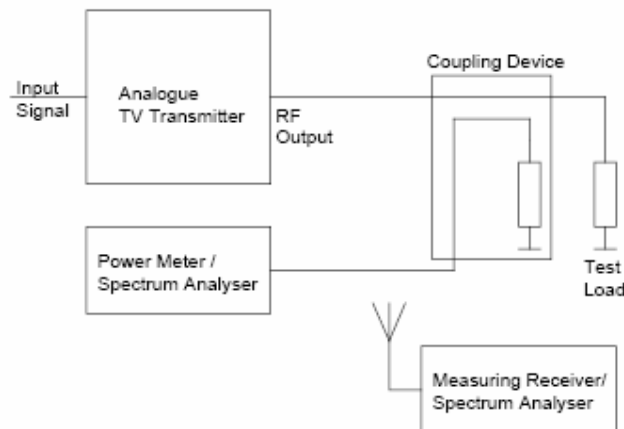 Coupling Device
Input
Signal
Analogue
TV Transmitter
RF
Output
Power Meter /
Spectrum Analyser
Test
Load
Measuring Receiver/
Spectrum Analyser